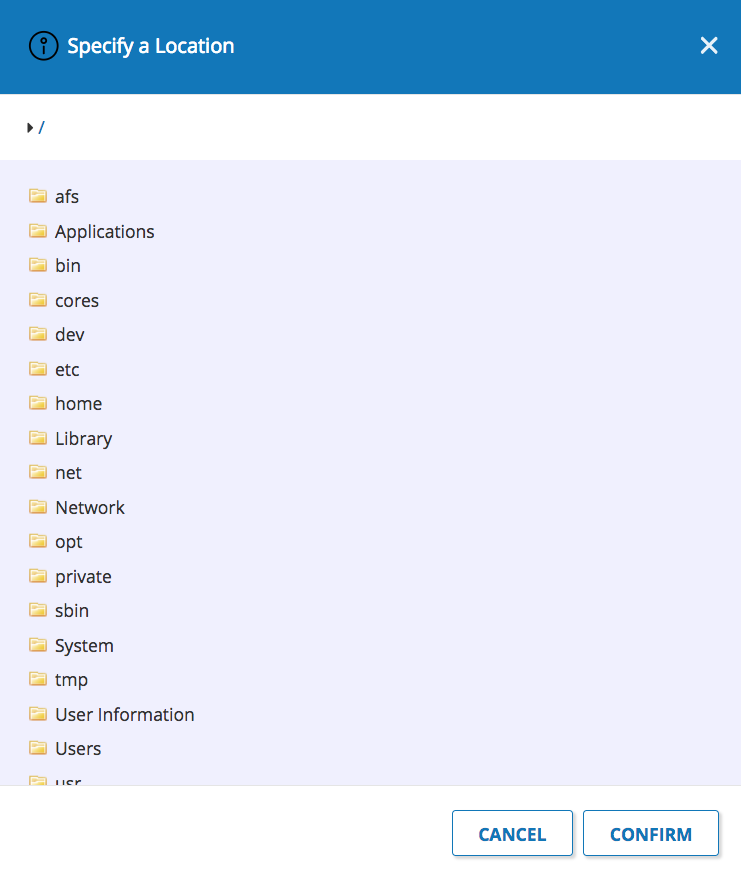 Specify a Location
/
afs
Applications
bin
cores
dev
etc
home
Library
net
Network
opt
private
sbin
System
tmp
User Information
Users
usr
CANCEL CONFIRM